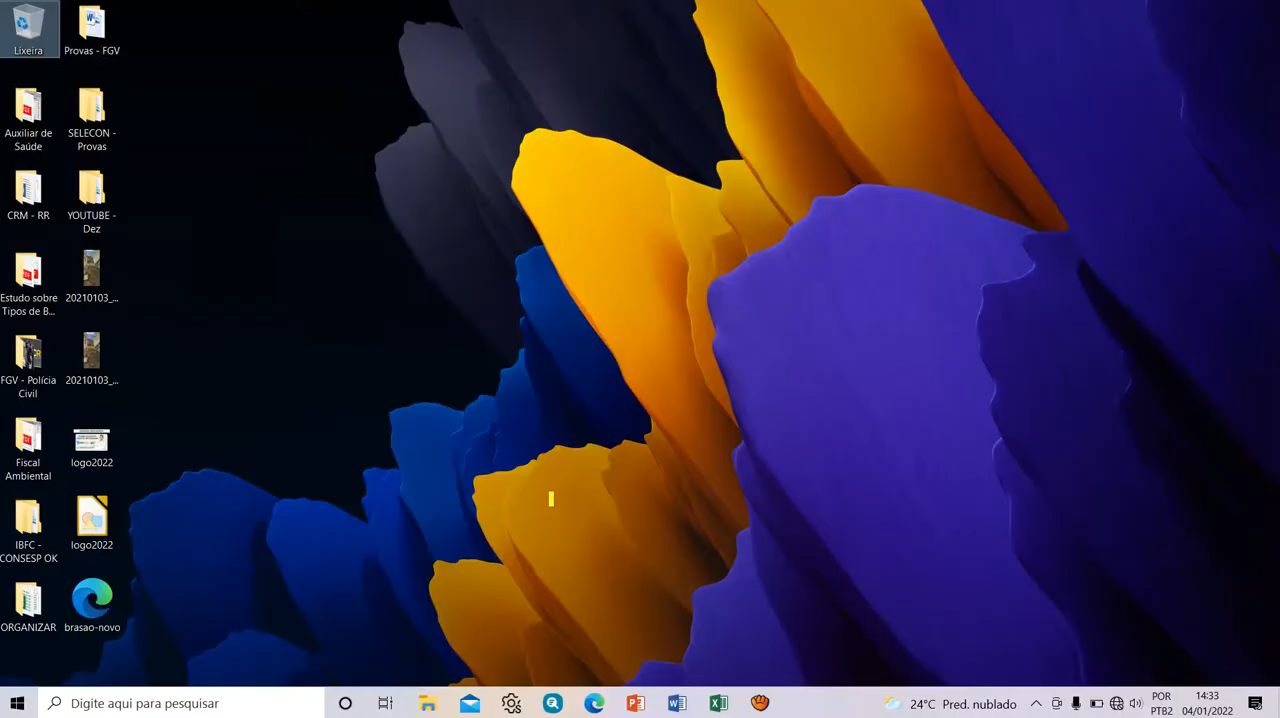 Lixeira
Provas - FGV
Auxiliar de
Saúde
SELECON -
Provas
CRM - RR
YOUTUBE -
Dez
Estudo sobre
Tipos de B...
20210103_...
FGV - Polícia
Civil
20210103_...
Fiscal
Ambiental
logo2022
IBFC -
CONSESP OK
logo2022
ORGANIZAR
brasao-novo
Digite aqui para pesquisar
24°C Pred. nublado
POR
PTB2
14:33
04/01/2022